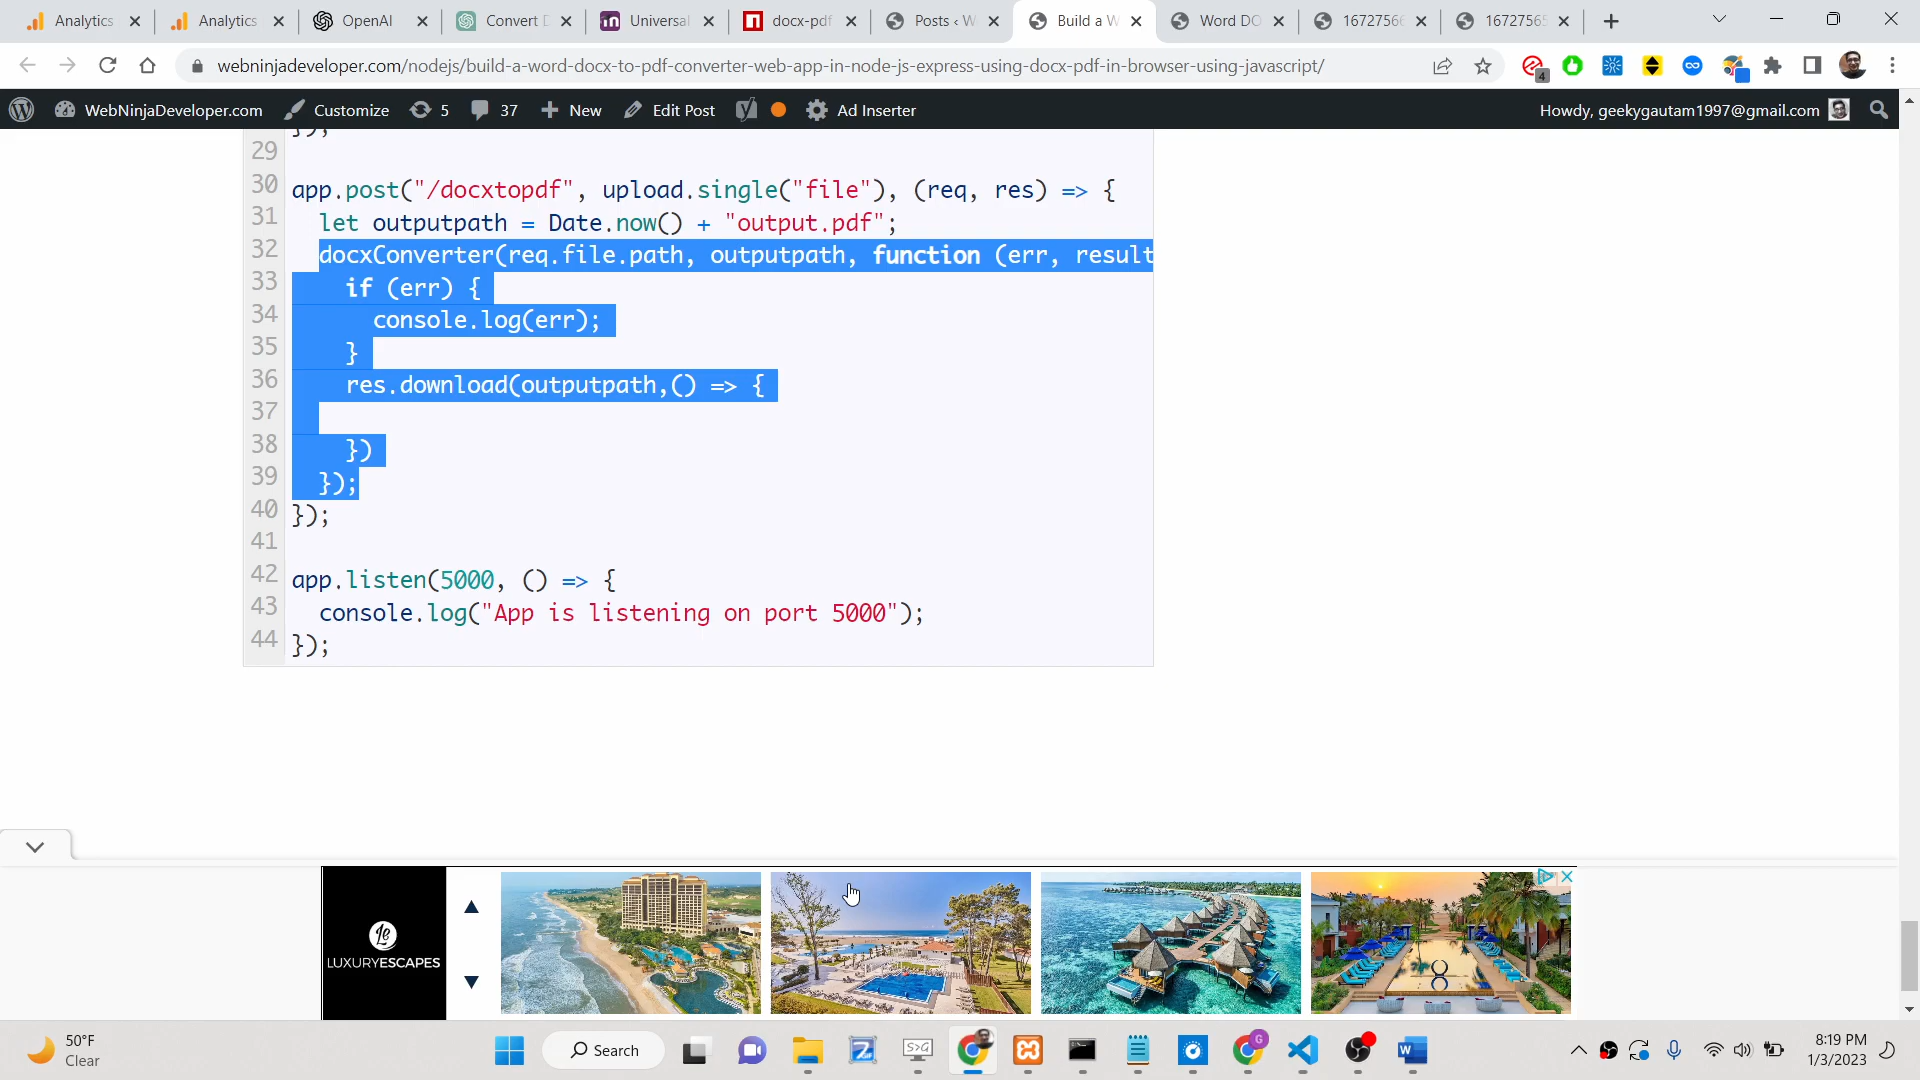 Analytics
Analytics
OpenAI
Convert D
Universal
docx-pdf
Posts ‹ W
Build a W
Word DO
16727566
16727565
webninjadeveloper.com/nodejs/build-a-word-docx-to-pdf-converter-web-app-in-node-js-express-using-docx-pdf-in-browser-using-javascript/
4
WebNinjaDeveloper.com
Customize
5
37
New
Edit Post
Ad Inserter
Howdy, geekygautam1997@gmail.com
});
29
30 app.post("/docxtopdf", upload.single("file"), (req, res) => {
31 let outputpath = Date.now() + "output.pdf";
32 docxConverter(req.file.path, outputpath, function (err, result
33 if (err) {
34 console.log(err);
35 }
36 res.download(outputpath,() => {
37
38 })
39 });
40 });
41
42 app.listen(5000, () => {
43 console.log("App is listening on port 5000");
44 });
le
LUXURYESCAPES
50°F
Clear
Search
S>G
G
8:19 PM
1/3/2023